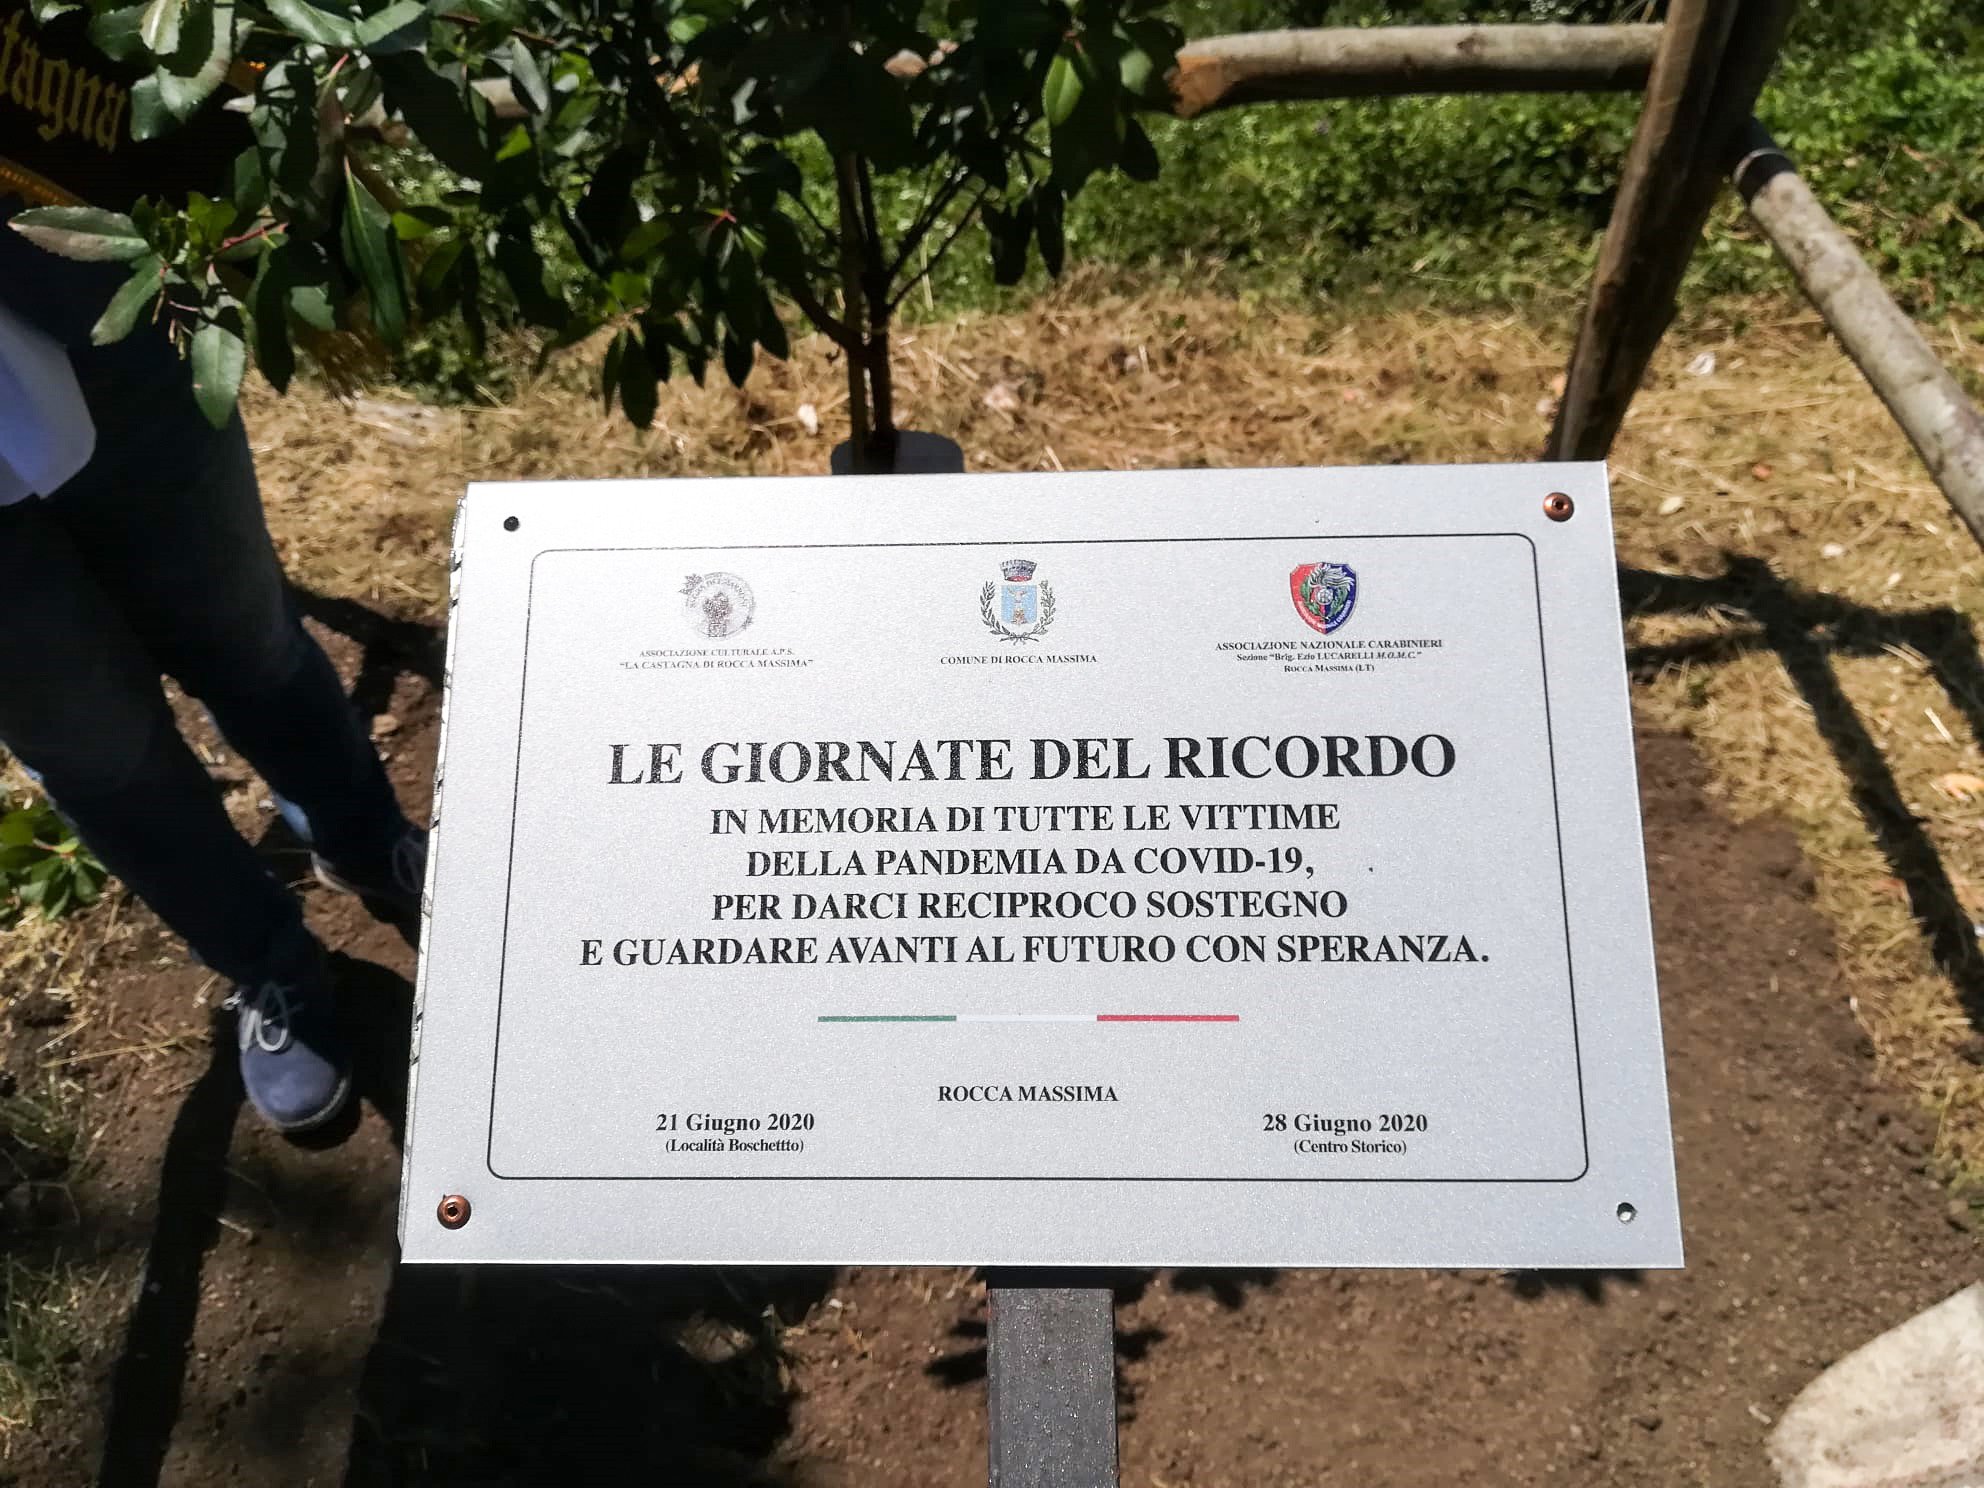 tagna
ASSOCIAZIONE CULTURALE A.P.S.
"LA CASTAGNA DI ROCCA MASSIMA"
COMUNE DI ROCCA MASSIMA
ASSOCIAZIONE NAZIONALE CARABINIERI
Sezione "Brig. Ezio LUCARELLI M.O.M.C."
ROCCA MASSIMA (LT)
LE GIORNATE DEL RICORDO
IN MEMORIA DI TUTTE LE VITTIME
DELLA PANDEMIA DA COVID-19,
PER DARCI RECIPROCO SOSTEGNO
E GUARDARE AVANTI AL FUTURO CON SPERANZA.
ROCCA MASSIMA
21 Giugno 2020
(Località Boschettto)
28 Giugno 2020
(Centro Storico)